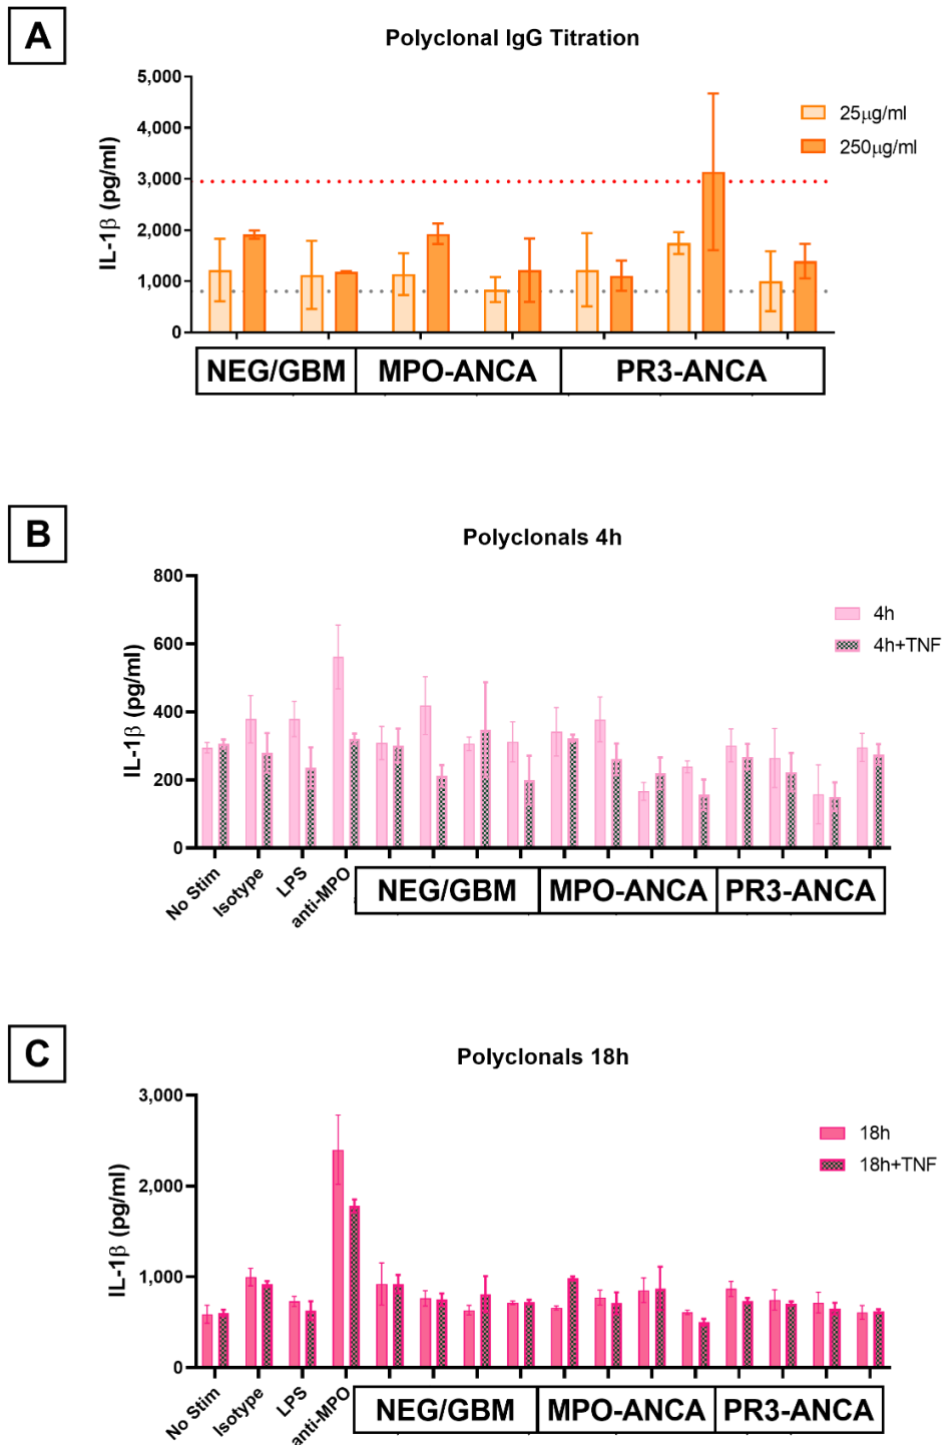 A
Polyclonal IgG Titration
IL-1β (pg/ml)
5,000
4,000
3,000
2,000
1,000
0
25μg/ml
250μg/ml
NEG/GBM MPO-ANCA PR3-ANCA
B
Polyclonals 4h
IL-1β (pg/ml)
800
600
400
200
0
4h
4h+TNF
No Stim Isotype LPS anti-MPO NEG/GBM MPO-ANCA PR3-ANCA
C
Polyclonals 18h
IL-1β (pg/ml)
3,000
2,000
1,000
0
18h
18h+TNF
No Stim Isotype LPS anti-MPO NEG/GBM MPO-ANCA PR3-ANCA